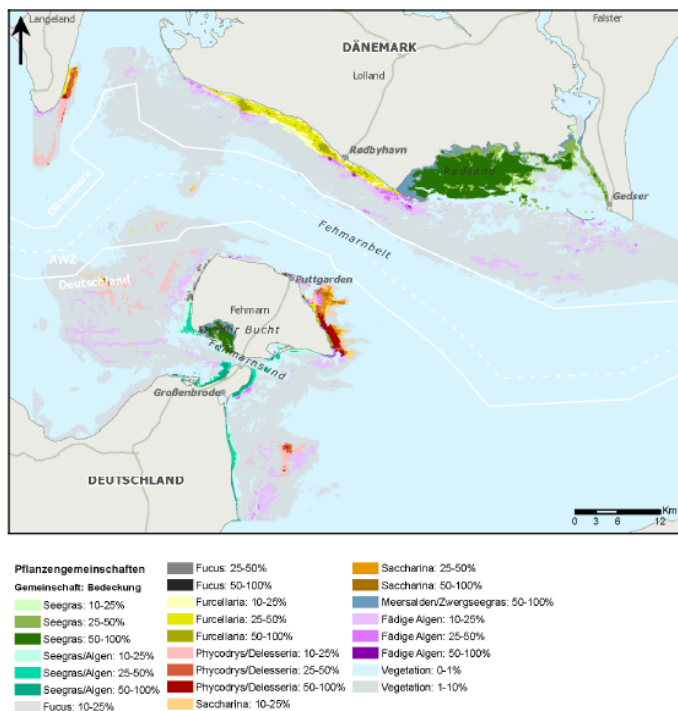 Langeland
Falster
DÄNEMARK
Lolland
Rødbyhavn
Rødsand
Gedser
Dänemark
Fehmarnbelt
AWZ
Deutschland
Puttgarden
Fehmarn
Bucht
Fehmarnsund
Großenbrode
DEUTSCHLAND
Km
0 3 6 12
Pflanzengemeinschaften
Gemeinschaft: Bedeckung
Seegras: 10-25%
Seegras: 25-50%
Seegras: 50-100%
Seegras/Algen: 10-25%
Seegras/Algen: 25-50%
Seegras/Algen: 50-100%
Fucus: 10-25%
Fucus: 25-50%
Fucus: 50-100%
Furcellaria: 10-25%
Furcellaria: 25-50%
Furcellaria: 50-100%
Phycodrys/Delesseria: 10-25%
Phycodrys/Delesseria: 25-50%
Phycodrys/Delesseria: 50-100%
Saccharina: 10-25%
Saccharina: 25-50%
Saccharina: 50-100%
Meersalden/Zwergseegras: 50-100%
Fädige Algen: 10-25%
Fädige Algen: 25-50%
Fädige Algen: 50-100%
Vegetation: 0-1%
Vegetation: 1-10%